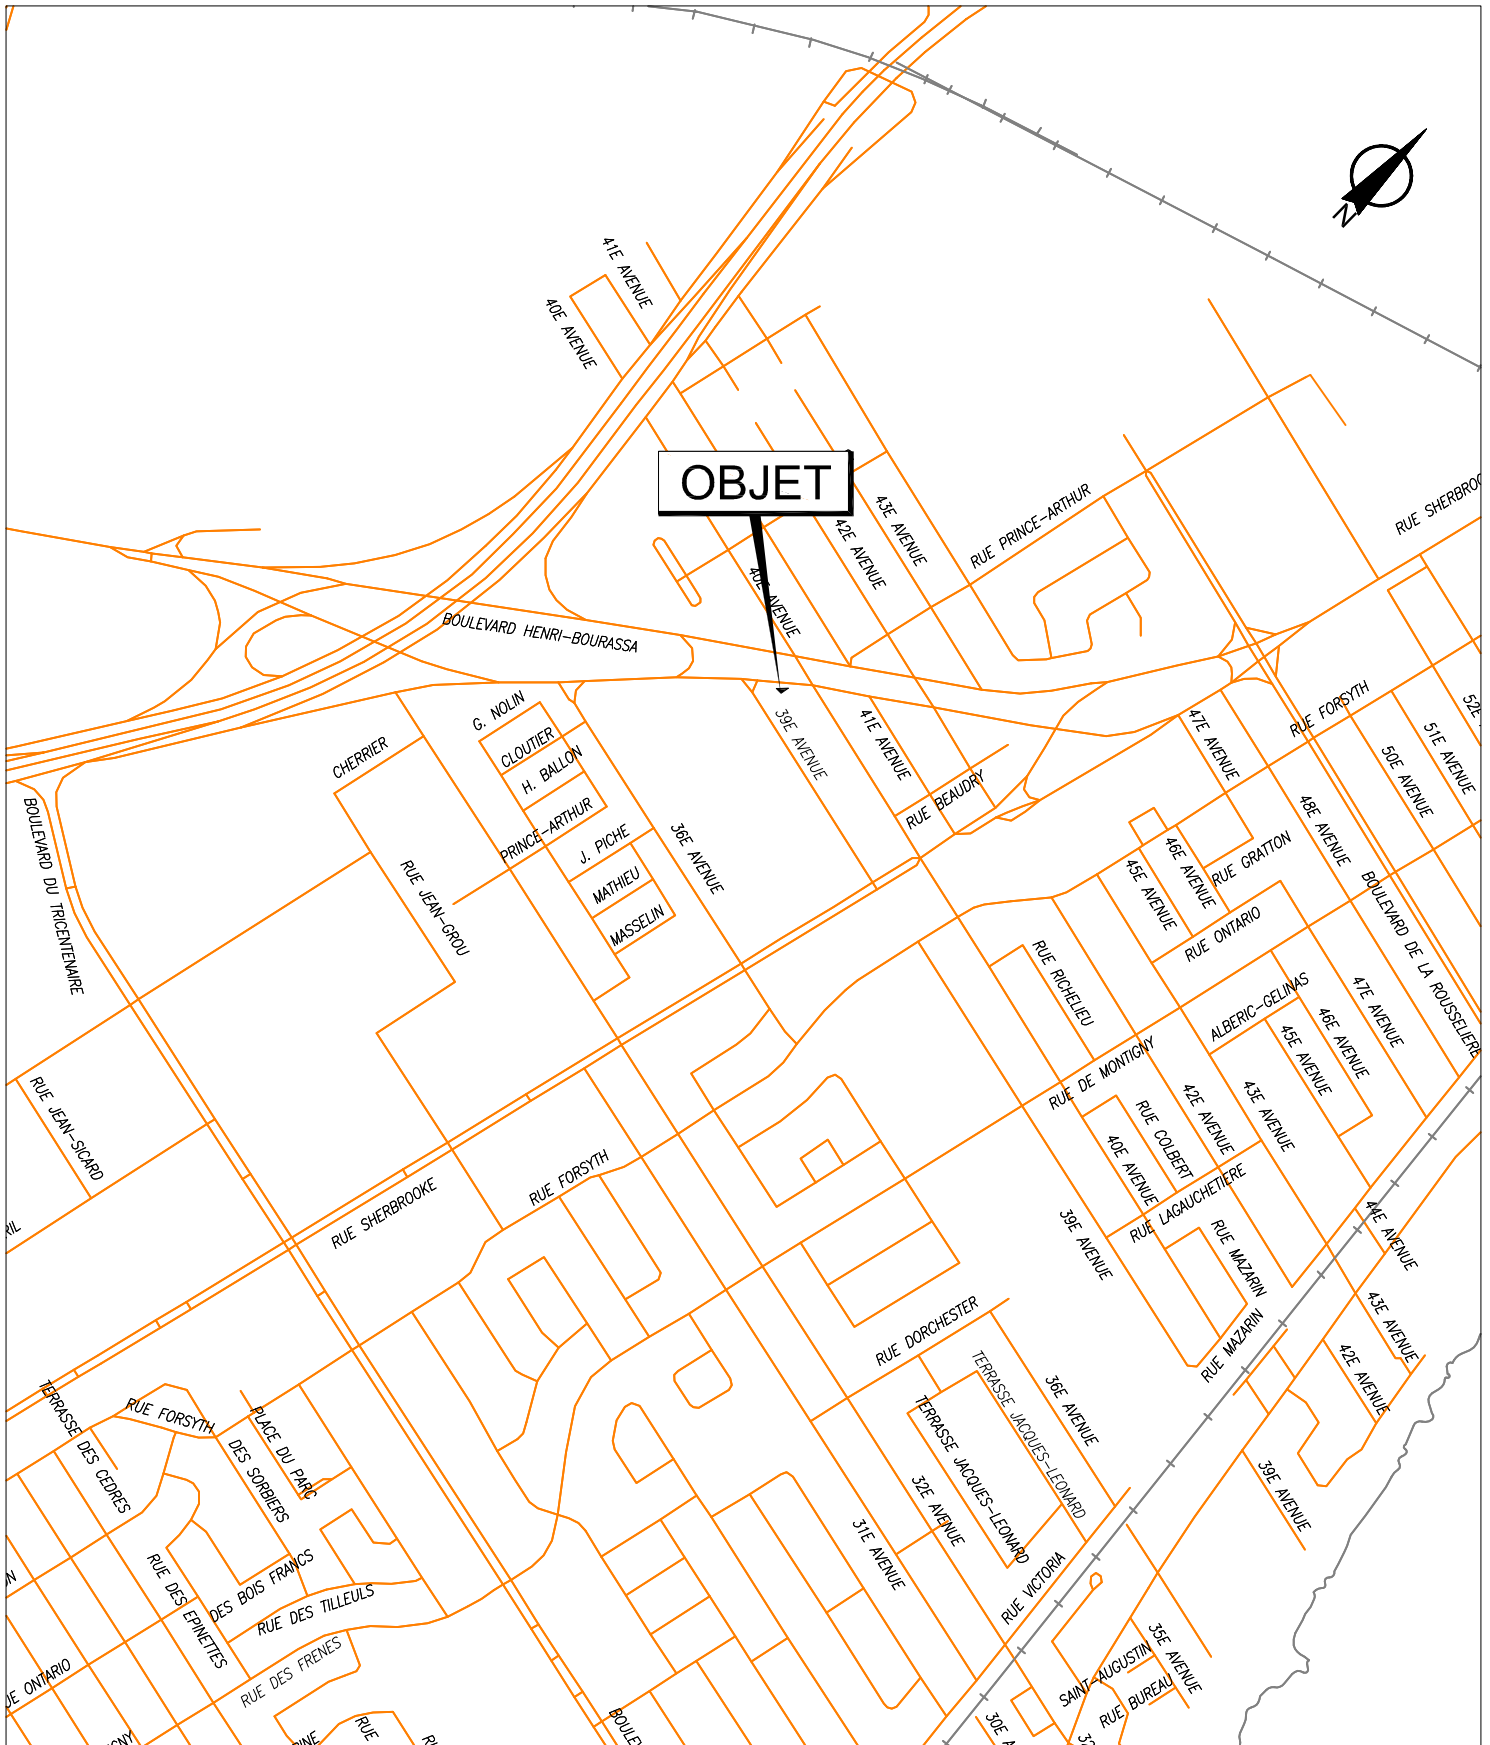 41E AVENUE
40E AVENUE
N
OBJET
43E AVENUE
42E AVENUE
40E AVENUE
RUE PRINCE-ARTHUR
BOULEVARD HENRI-BOURASSA
G. NOLIN
CLOUTIER
H. BALLON
CHERRIER
PRINCE-ARTHUR
J. PICHE
MATHIEU
MASSELIN
36E AVENUE
39E AVENUE
41E AVENUE
RUE BEAUDRY
47E AVENUE
RUE FORSYTH
50E AVENUE
51E AVENUE
48E AVENUE
BOULEVARD DU TRICENTENAIRE
RUE JEAN-GROU
46E AVENUE
45E AVENUE
RUE GRATTON
RUE ONTARIO
BOULEVARD DE LA ROUSSELIERE
RUE RICHELIEU
ALBERIC-GELINAS
47E AVENUE
46E AVENUE
45E AVENUE
RUE DE MONTIGNY
RUE JEAN-SICARD
RUE COLBERT
42E AVENUE
43E AVENUE
40E AVENUE
RUE LAGAUCHETIERE
RUE SHERBROOKE
RUE FORSYTH
39E AVENUE
RUE MAZARIN
RUE MAZARIN
44E AVENUE
43E AVENUE
42E AVENUE
RUE DORCHESTER
TERRASSE JACQUES-LEONARD
TERRASSE JACQUES-LEONARD
36E AVENUE
TERRASSE DES CEDRES
RUE FORSYTH
PLACE DU PARC
DES SORBIERS
32E AVENUE
31E AVENUE
39E AVENUE
RUE DES EPINETTES
DES BOIS FRANCS
RUE DES TILLEULS
RUE DES FRENES
RUE VICTORIA
35E AVENUE
SAINT-AUGUSTIN
RUE BUREAU
RUE